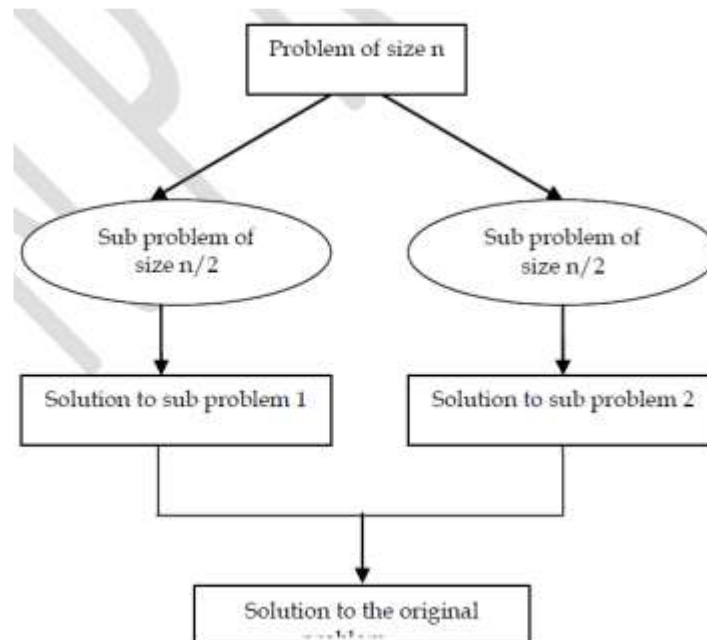 Problem of size n
Sub problem of
size n/2
Sub problem of
size n/2
Solution to sub problem 1
Solution to sub problem 2
Solution to the original